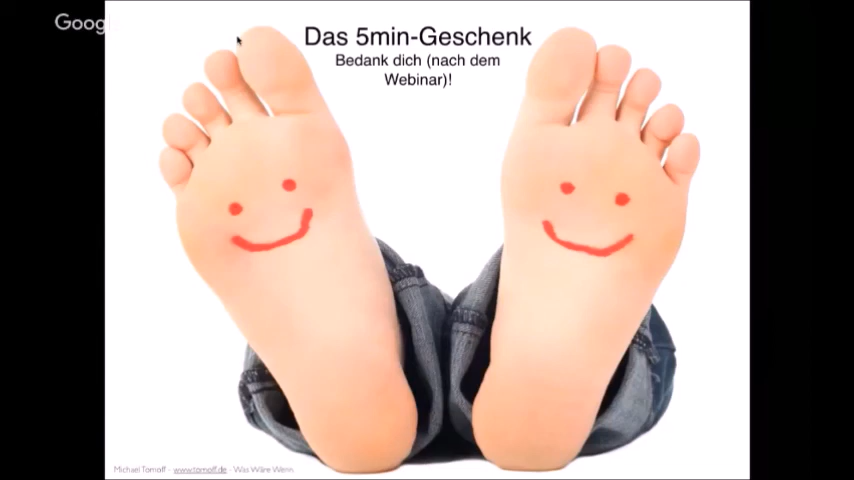 Google
Das 5min-Geschenk
Bedank dich (nach dem
Webinar)!
Michael Tomoff - www.tomoff.de - Was Wäre Wenn